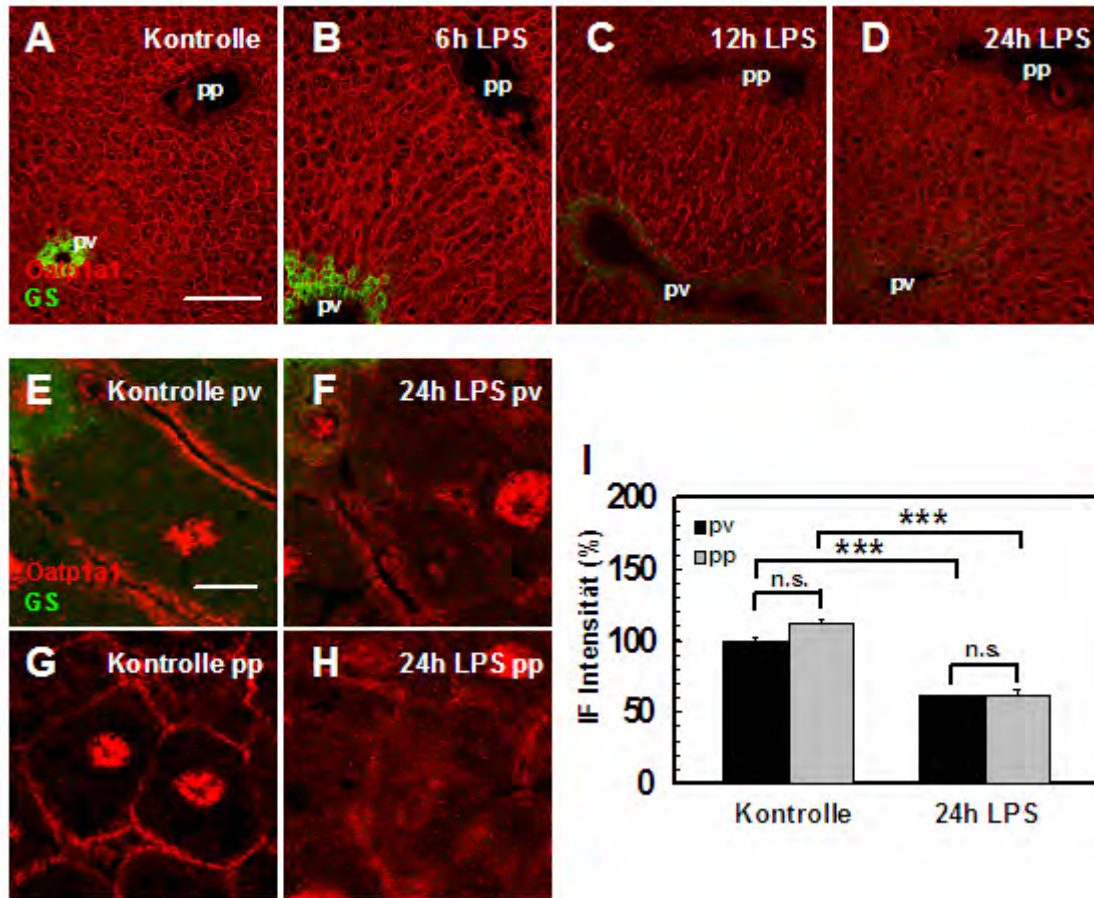 A Kontrolle
pp
pv
Oatp1a1
GS
B 6h LPS
pp
pv
C 12h LPS
pp
pv
D 24h LPS
pp
pv
E Kontrolle pv
Oatp1a1
GS
F 24h LPS pv
G Kontrolle pp
H 24h LPS pp
I
IF Intensität (%)
200
150
100
50
0
pv
pp
n.s.
***
***
n.s.
Kontrolle
24h LPS